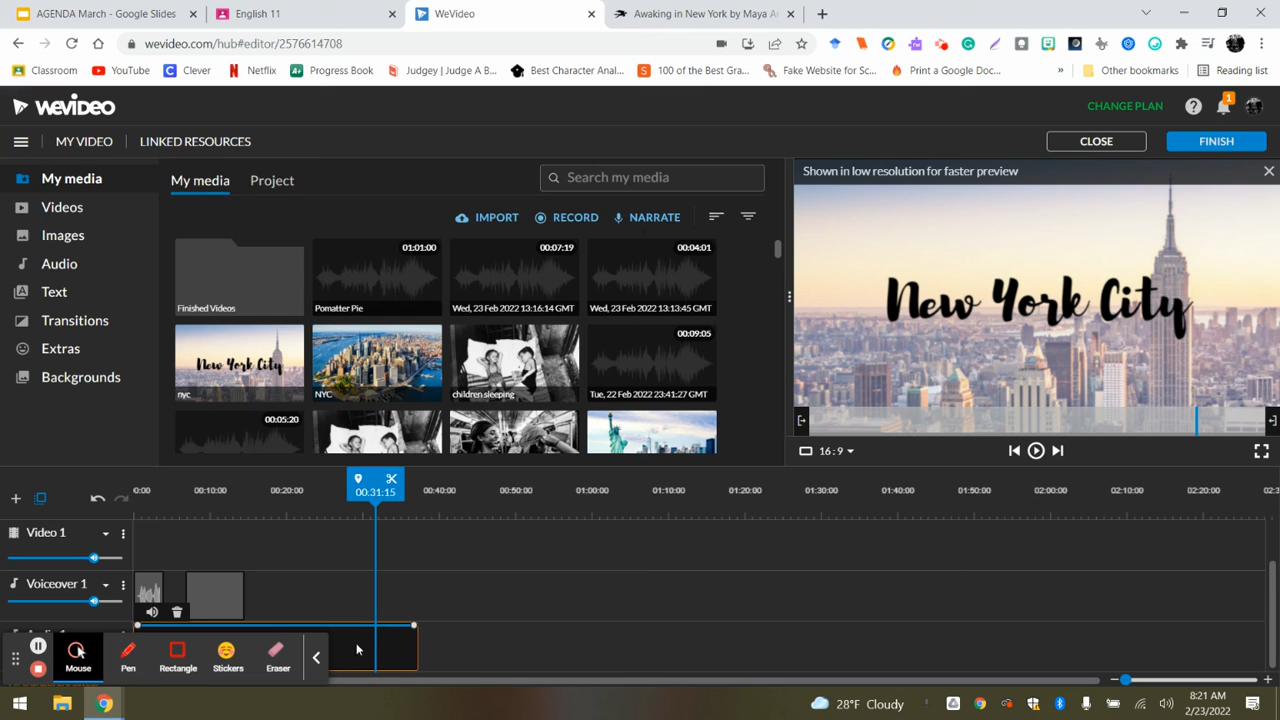 AGENDA March - Google Slides
English 11
WeVideo
Awaking in New York by Maya A
wevideo.com/hub#editor/2576614708
Classroom
YouTube
Clever
Netflix
Progress Boo
Judgey | Judge A B...
Best Character Anal...
100 of the Best Gra...
Fake Website for Sc...
Print a Google Doc...
»
Other bookmarks
Reading list
WEVIDEO
CHANGE PLAN
1
MY VIDEO
LINKED RESOURCES
CLOSE
FINISH
My media
Videos
Images
Audio
Text
Transitions
Extras
Backgrounds
My media
Project
Search my media
IMPORT
RECORD
NARRATE
Finished Videos
01:01:00
Pomatter Pie
00:07:19
Wed, 23 Feb 2022 13:16:14 GMT
00:04:01
Wed, 23 Feb 2022 13:13:45 GMT
New York City
nyc
NYC
children sleeping
00:09:05
Tue, 22 Feb 2022 23:41:27 GMT
00:05:20
Shown in low resolution for faster preview
New York City
16:9
00:31:15
0:00
00:10:00
00:20:00
00:40:00
00:50:00
01:00:00
01:10:00
01:20:00
01:30:00
01:40:00
01:50:00
02:00:00
02:10:00
02:20:00
02:3
Video 1
Voiceover 1
Mouse
Pen
Rectangle
Stickers
Eraser
28°F Cloudy
8:21 AM
2/23/2022